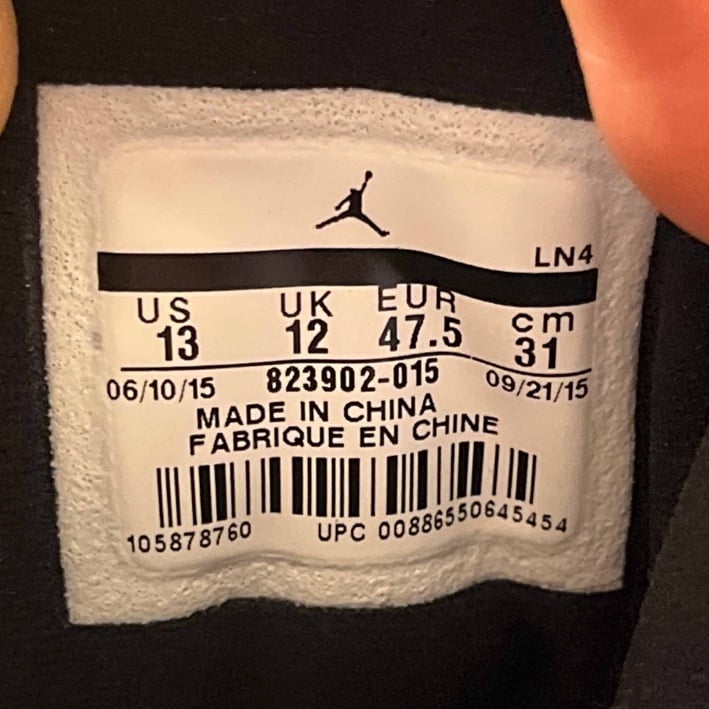 LN4
US UK EUR cm
13 12 47.5 31
06/10/15 823902-015 09/21/15
MADE IN CHINA
FABRIQUE EN CHINE
105878760 UPC 00886550645454